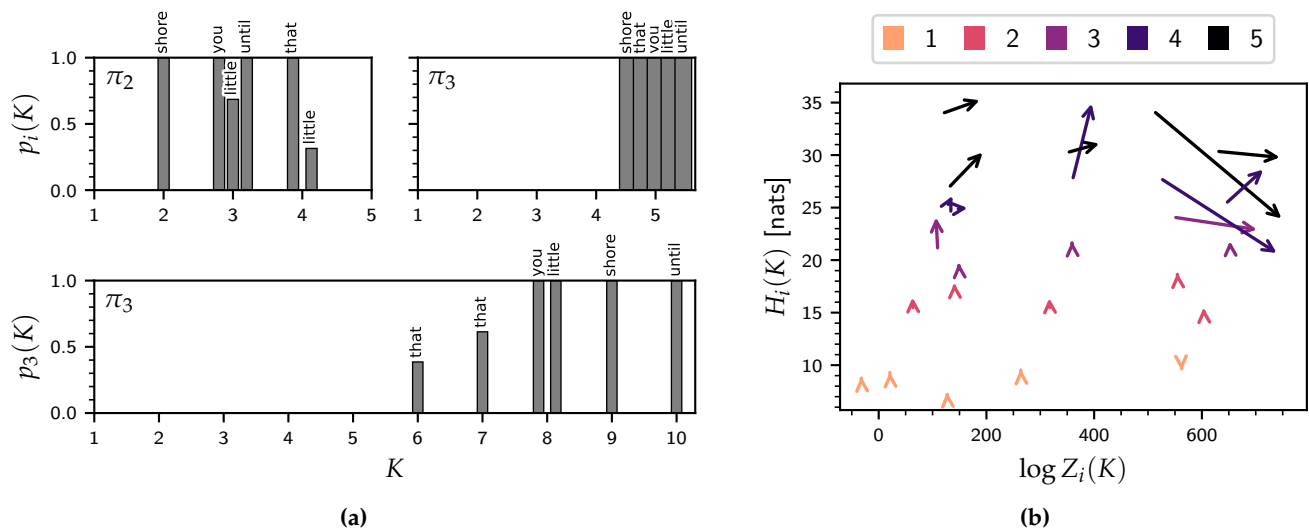 shore you until that
little little
1.0
π₂
0.5
0.0
1 2 3 4 5
pᵢ(K)
shore that you little until
π₃
1 2 3 4 5
you little shore until
that that
1.0
π₃
0.5
0.0
1 2 3 4 5 6 7 8 9 10
p₃(K)
K
(a)
1 2 3 4 5
35
30
25
20
15
10
Hᵢ(K) [nats]
0 200 400 600
log Zᵢ(K)
(b)